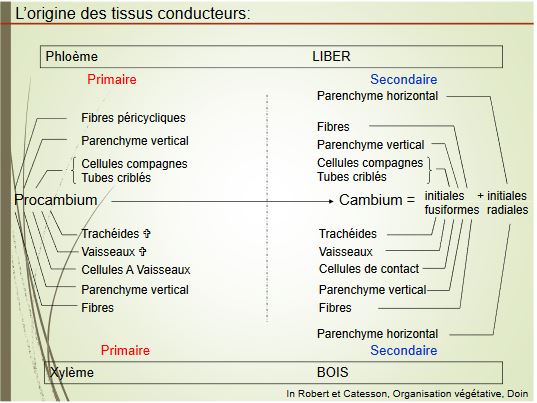 L'origine des tissus conducteurs:
Phloème LIBER
Primaire Secondaire
Parenchyme horizontal
Fibres péricycliques
Fibres
Parenchyme vertical Parenchyme vertical
Cellules compagnes Cellules compagnes
Tubes criblés Tubes criblés
Procambium Cambium = initiales + initiales
fusiformes radiales
Trachéides ✞ Trachéides
Vaisseaux ✞ Vaisseaux
Cellules A Vaisseaux Cellules de contact
Parenchyme vertical Parenchyme vertical
Fibres Fibres
Parenchyme horizontal
Primaire Secondaire
Xylème BOIS
In Robert et Catesson, Organisation végétative, Doin